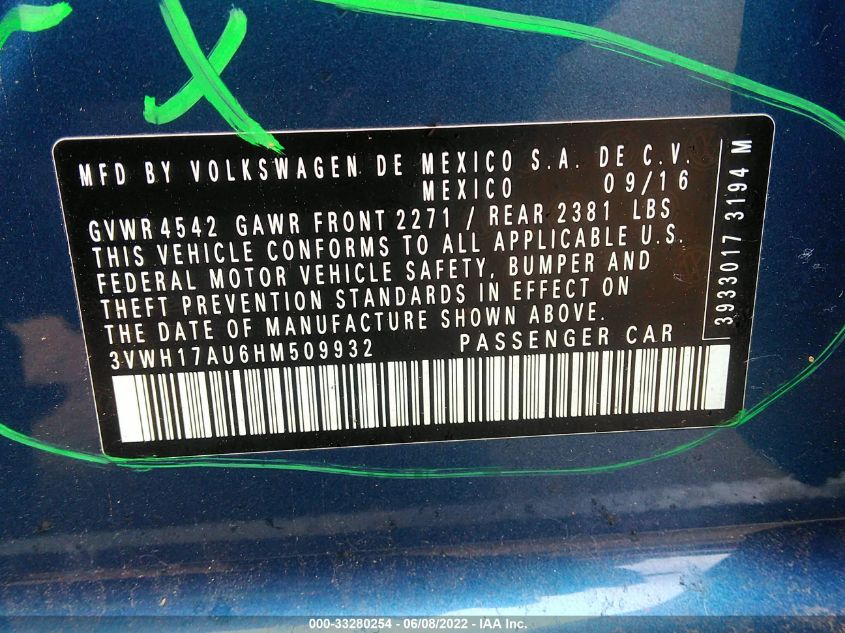 MFD BY VOLKSWAGEN DE MEXICO S.A. DE C.V.
MEXICO 09/16
GVWR 4542 GAWR FRONT 2271 / REAR 2381 LBS
THIS VEHICLE CONFORMS TO ALL APPLICABLE U.S.
FEDERAL MOTOR VEHICLE SAFETY, BUMPER AND
THEFT PREVENTION STANDARDS IN EFFECT ON
THE DATE OF MANUFACTURE SHOWN ABOVE.
3VWH17AU6HM509932 PASSENGER CAR
3933017 3194 M
000-33280254 - 06/08/2022 - IAA Inc.